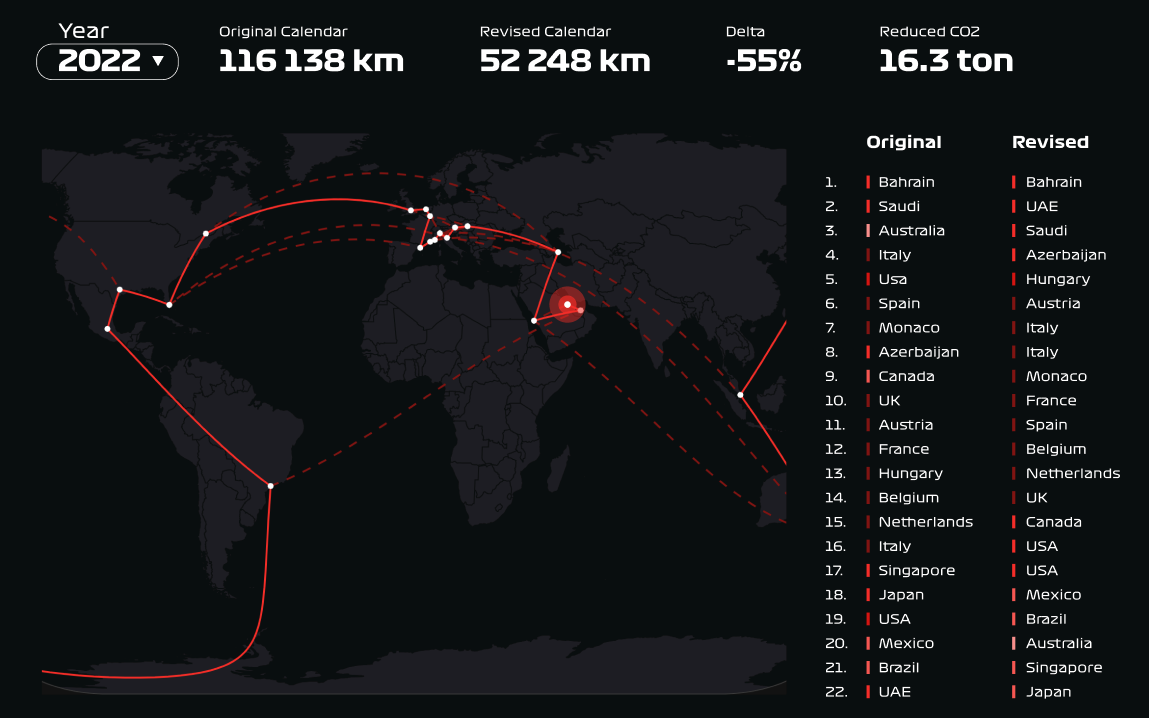 Year
2022 ▼
Original Calendar
116 138 km
Revised Calendar
52 248 km
Delta
-55%
Reduced CO2
16.3 ton
Original Revised
1. Bahrain Bahrain
2. Saudi UAE
3. Australia Saudi
4. Italy Azerbaijan
5. Usa Hungary
6. Spain Austria
7. Monaco Italy
8. Azerbaijan Italy
9. Canada Monaco
10. UK France
11. Austria Spain
12. France Belgium
13. Hungary Netherlands
14. Belgium UK
15. Netherlands Canada
16. Italy USA
17. Singapore USA
18. Japan Mexico
19. USA Brazil
20. Mexico Australia
21. Brazil Singapore
22. UAE Japan